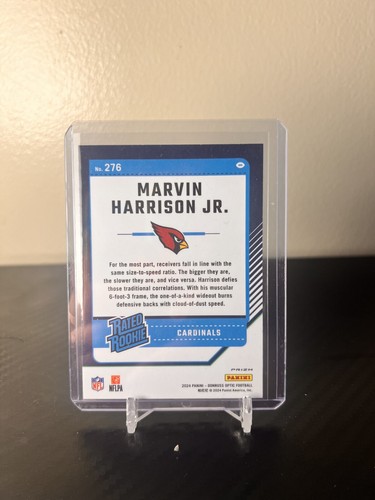 No. 276
MARVIN
HARRISON JR.
For the most part, receivers fall in line with the
same size-to-speed ratio. The bigger they are,
the slower they are, and vice versa. Harrison defies
those traditional correlations. With his muscular
6-foot-3 frame, the one-of-a-kind wideout burns
defensive backs with cloud-of-dust speed.
RATED
ROOKIE
CARDINALS
PRIZM
NFL
NFLPA
PANINI
2024 PANINI - DONRUSS OPTIC FOOTBALL
© 2024 Panini America, Inc.